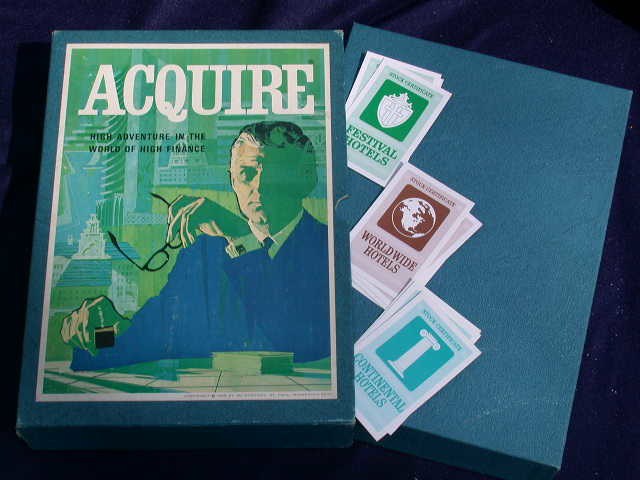 ACQUIRE
HIGH ADVENTURE IN THE
WORLD OF HIGH FINANCE
STOCK CERTIFICATE
FESTIVAL
HOTELS
STOCK CERTIFICATE
WORLDWIDE
HOTELS
STOCK CERTIFICATE
CONTINENTAL
HOTELS